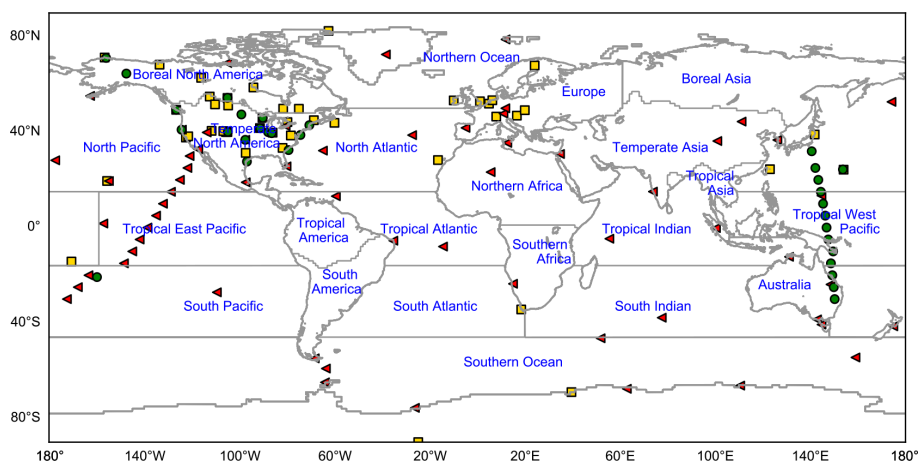 80°N
Northern Ocean
Boreal North America
Boreal Asia
Europe
40°N
Temperate
North America
North Pacific
North Atlantic
Temperate Asia
Northern Africa
Tropical
Asia
0°
Tropical East Pacific
Tropical
America
Tropical Atlantic
Tropical Indian
Tropical West
Pacific
Southern
Africa
South
America
Australia
South Pacific
South Atlantic
South Indian
40°S
Southern Ocean
80°S
180°
140°W
100°W
60°W
20°W
20°E
60°E
100°E
140°E
180°